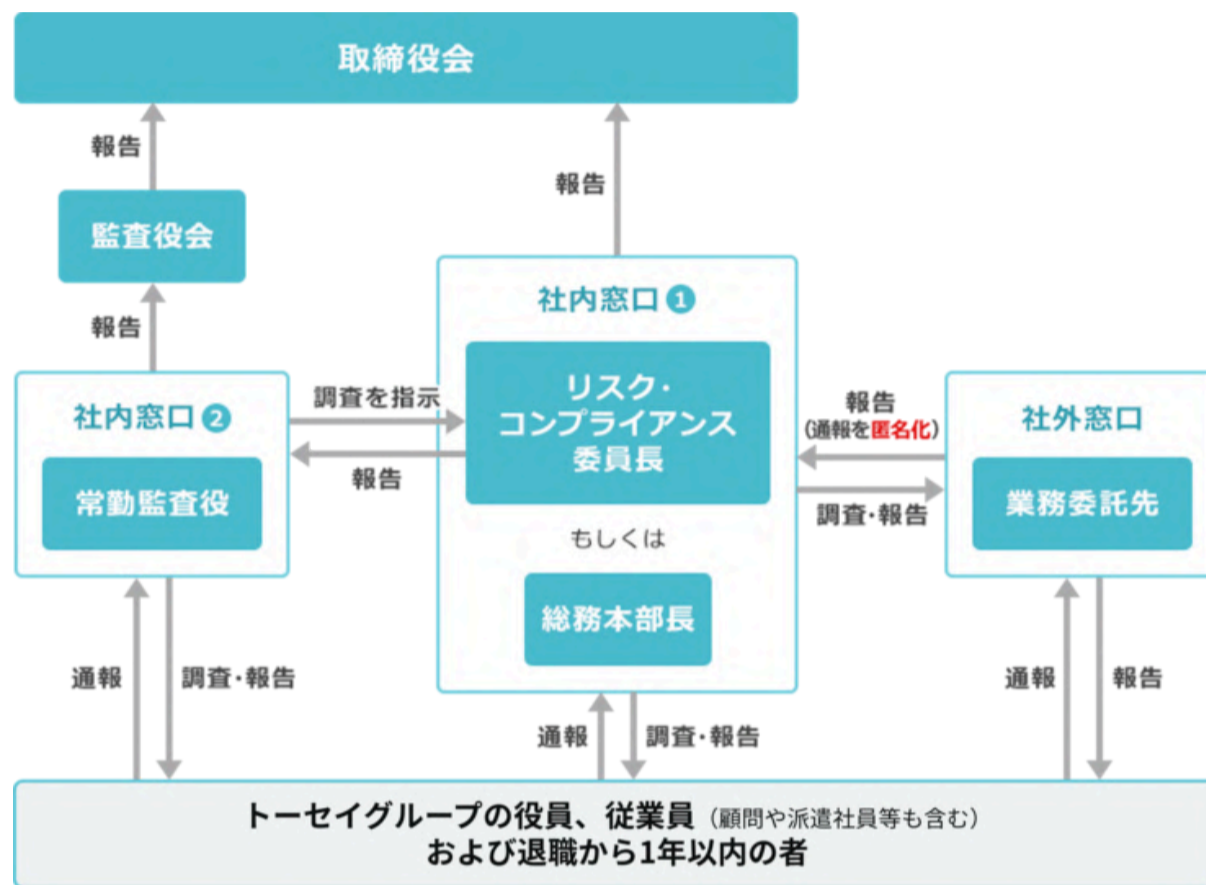 取締役会
報告
報告
監査役会
報告
社内窓口❶
リスク・
コンプライアンス
委員長
もしくは
総務本部長
社内窓口❷
常勤監査役
調査を指示
報告
報告
(通報を匿名化)
調査・報告
社外窓口
業務委託先
通報
調査・報告
通報
調査・報告
通報
報告
トーセイグループの役員、従業員（顧問や派遣社員等も含む）
および退職から1年以内の者